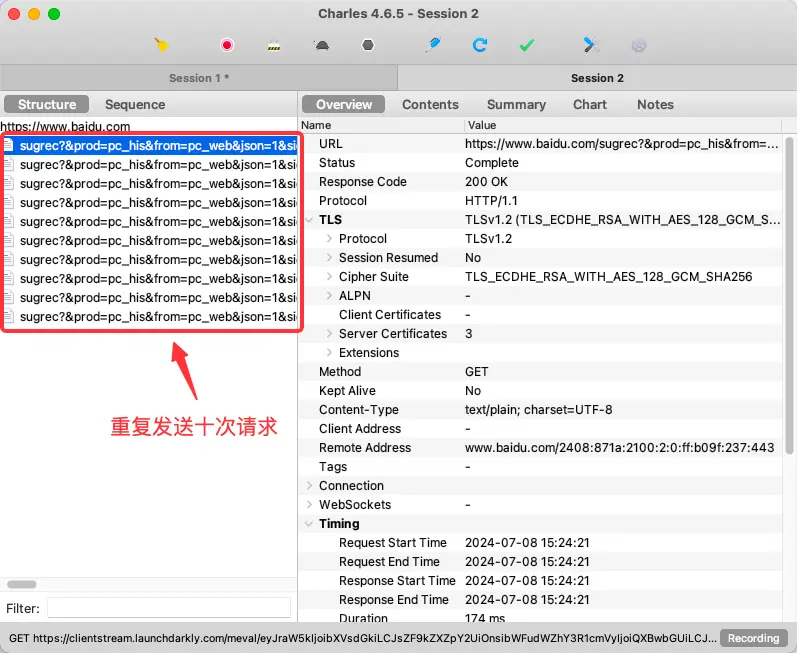 Charles 4.6.5 - Session 2
Session 1 *
Session 2
Structure
Sequence
Overview
Contents
Summary
Chart
Notes
https://www.baidu.com
sugrec?&prod=pc_his&from=pc_web&json=1&si
sugrec?&prod=pc_his&from=pc_web&json=1&si
sugrec?&prod=pc_his&from=pc_web&json=1&si
sugrec?&prod=pc_his&from=pc_web&json=1&si
sugrec?&prod=pc_his&from=pc_web&json=1&si
sugrec?&prod=pc_his&from=pc_web&json=1&si
sugrec?&prod=pc_his&from=pc_web&json=1&si
sugrec?&prod=pc_his&from=pc_web&json=1&si
sugrec?&prod=pc_his&from=pc_web&json=1&si
sugrec?&prod=pc_his&from=pc_web&json=1&si
重复发送十次请求
Filter:
Name Value
URL https://www.baidu.com/sugrec?&prod=pc_his&from=...
Status Complete
Response Code 200 OK
Protocol HTTP/1.1
TLS TLSv1.2 (TLS_ECDHE_RSA_WITH_AES_128_GCM_S...
Protocol TLSv1.2
Session Resumed No
Cipher Suite TLS_ECDHE_RSA_WITH_AES_128_GCM_SHA256
ALPN -
Client Certificates -
Server Certificates 3
Extensions
Method GET
Kept Alive No
Content-Type text/plain; charset=UTF-8
Client Address -
Remote Address www.baidu.com/2408:871a:2100:2:0:ff:b09f:237:443
Tags -
Connection
WebSockets -
Timing
Request Start Time 2024-07-08 15:24:21
Request End Time 2024-07-08 15:24:21
Response Start Time 2024-07-08 15:24:21
Response End Time 2024-07-08 15:24:21
Duration 174 ms
GET https://clientstream.launchdarkly.com/meval/eyJraW5kIjoibXVsdGkiLCJsZF9kZXZpY2UiOnsibWFudWZhY3R1cmVyIjoiQXBwbGUiLCJ...
Recording